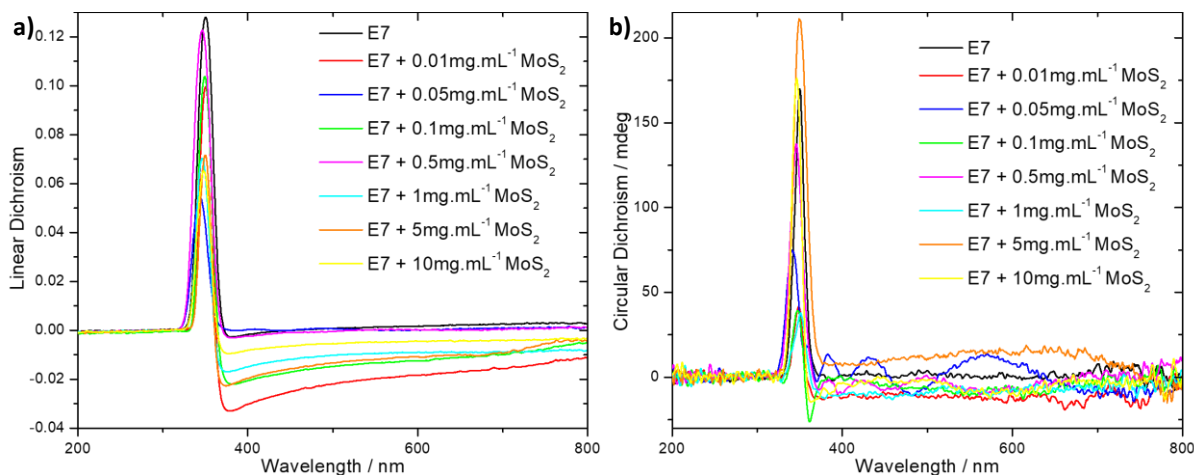 a)
Linear Dichroism
0.12
0.10
0.08
0.06
0.04
0.02
0.00
-0.02
-0.04
E7
E7 + 0.01mg.mL⁻¹ MoS₂
E7 + 0.05mg.mL⁻¹ MoS₂
E7 + 0.1mg.mL⁻¹ MoS₂
E7 + 0.5mg.mL⁻¹ MoS₂
E7 + 1mg.mL⁻¹ MoS₂
E7 + 5mg.mL⁻¹ MoS₂
E7 + 10mg.mL⁻¹ MoS₂
200 400 600 800
Wavelength / nm
b)
Circular Dichroism / mdeg
200
150
100
50
0
E7
E7 + 0.01mg.mL⁻¹ MoS₂
E7 + 0.05mg.mL⁻¹ MoS₂
E7 + 0.1mg.mL⁻¹ MoS₂
E7 + 0.5mg.mL⁻¹ MoS₂
E7 + 1mg.mL⁻¹ MoS₂
E7 + 5mg.mL⁻¹ MoS₂
E7 + 10mg.mL⁻¹ MoS₂
200 300 400 500 600 700 800
Wavelength / nm